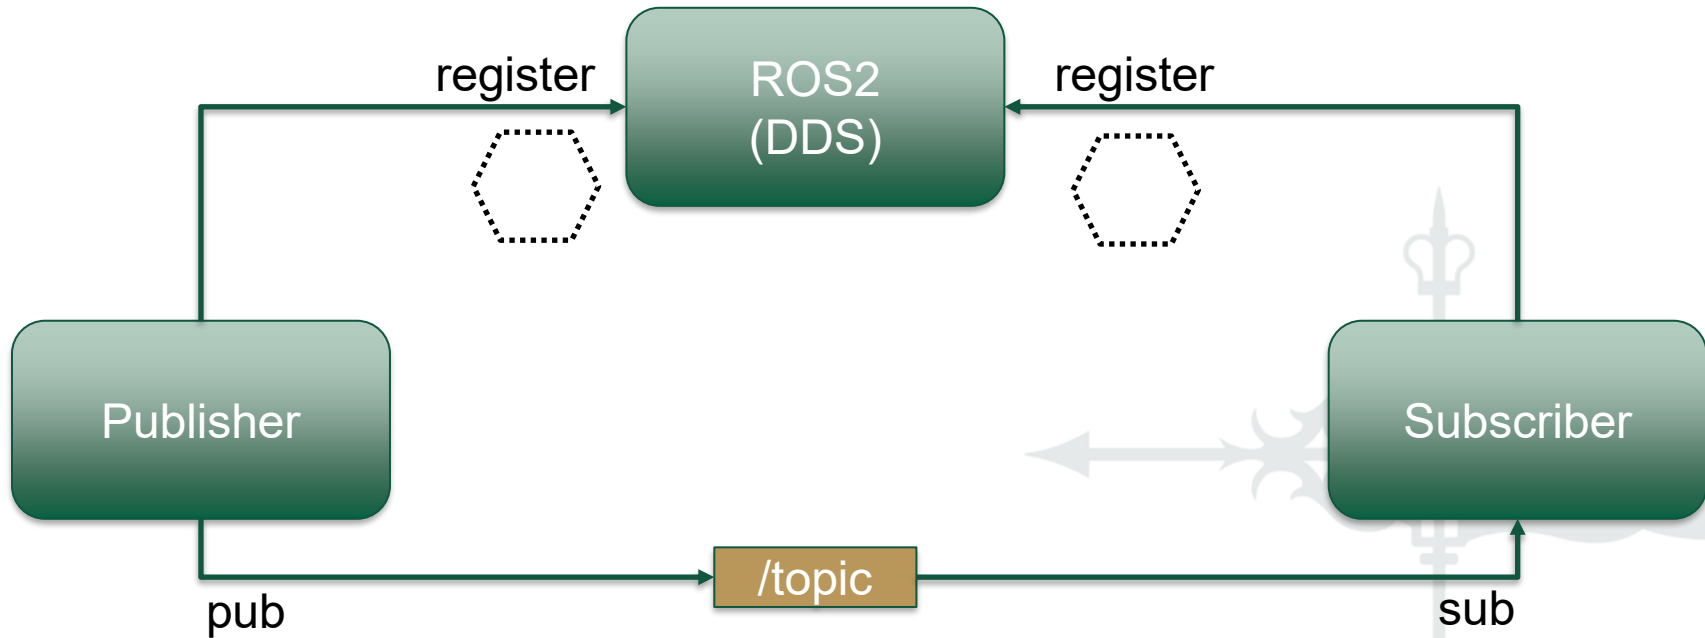 register
ROS2
(DDS)
register
Publisher
Subscriber
/topic
pub
sub